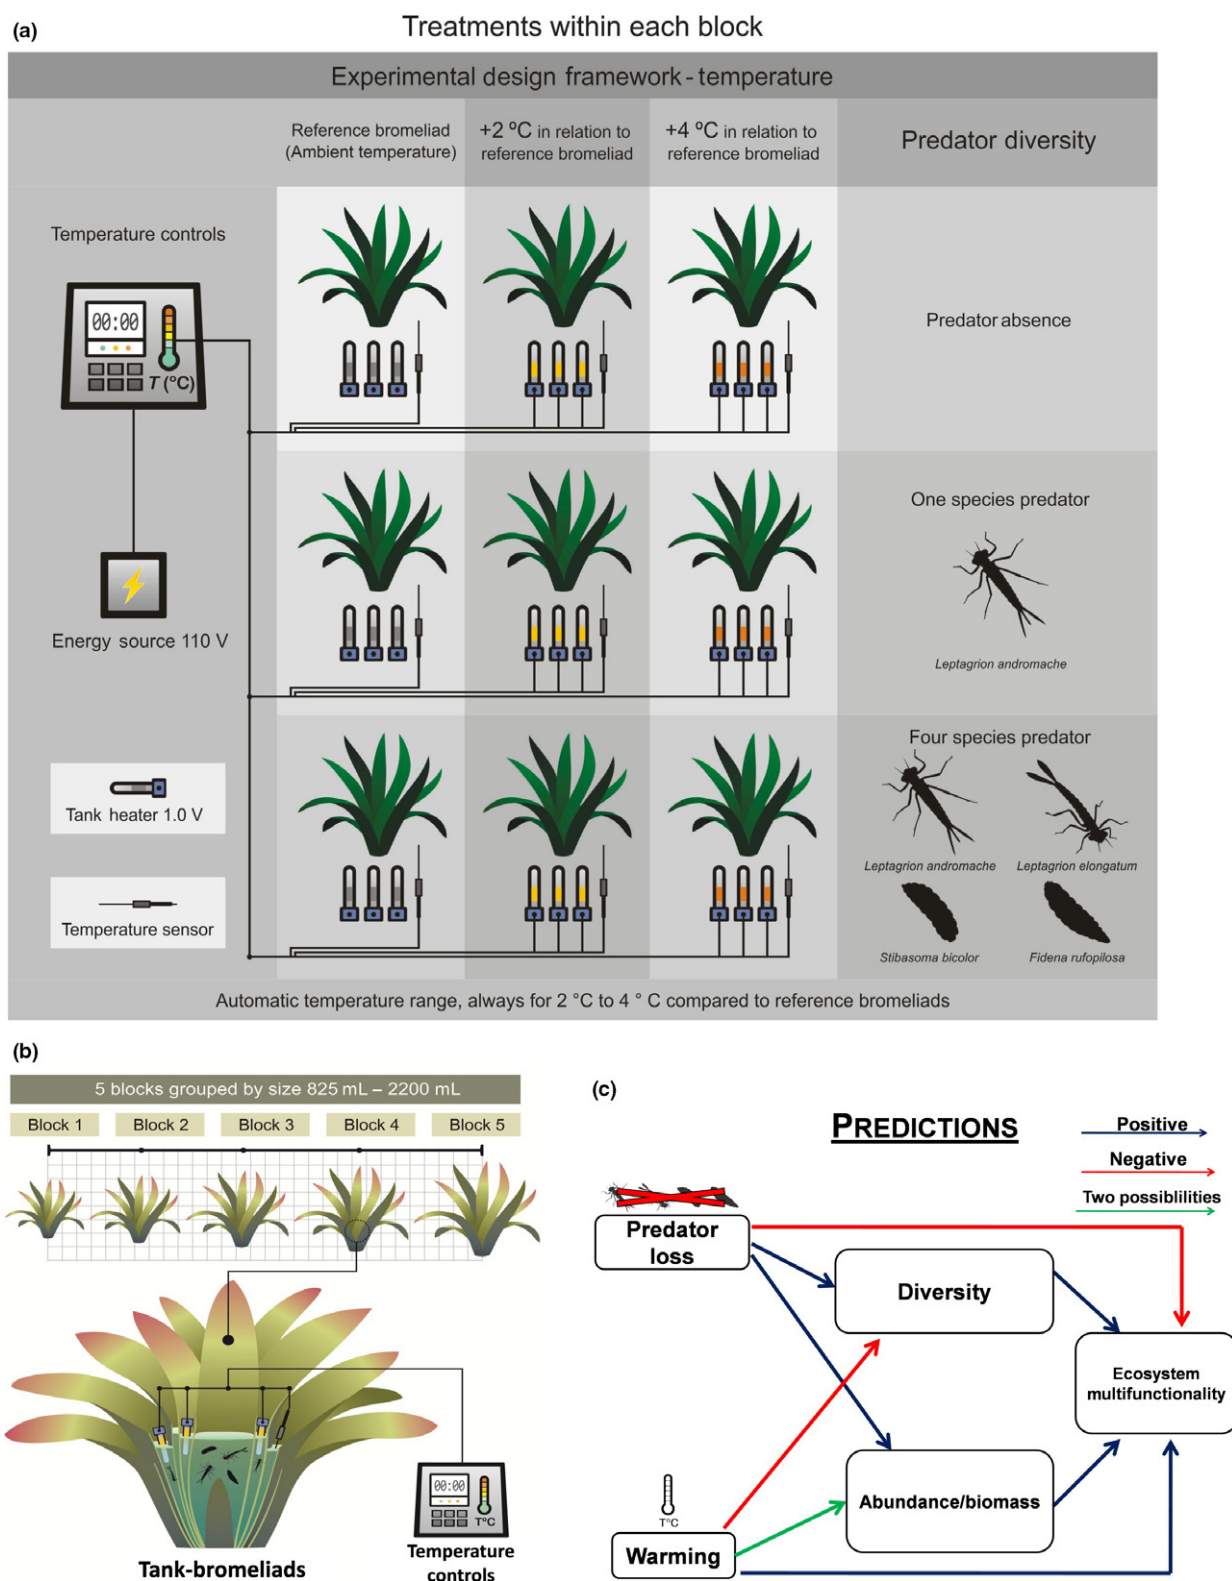 (a)
Treatments within each block
Experimental design framework - temperature
Reference bromeliad
(Ambient temperature)
+2 ºC in relation to
reference bromeliad
+4 ºC in relation to
reference bromeliad
Predator diversity
Temperature controls
00:00
T (ºC)
Predator absence
Energy source 110 V
One species predator
Leptagrion andromache
Tank heater 1.0 V
Temperature sensor
Four species predator
Leptagrion andromache
Leptagrion elongatum
Stibasoma bicolor
Fidena rufopilosa
Automatic temperature range, always for 2 °C to 4 ° C compared to reference bromeliads
(b)
5 blocks grouped by size 825 mL – 2200 mL
Block 1
Block 2
Block 3
Block 4
Block 5
00:00
TºC
Tank-bromeliads
Temperature
controls
(c)
PREDICTIONS
Positive
Negative
Two possiblilities
Predator
loss
Diversity
Ecosystem
multifunctionality
Abundance/biomass
TºC
Warming